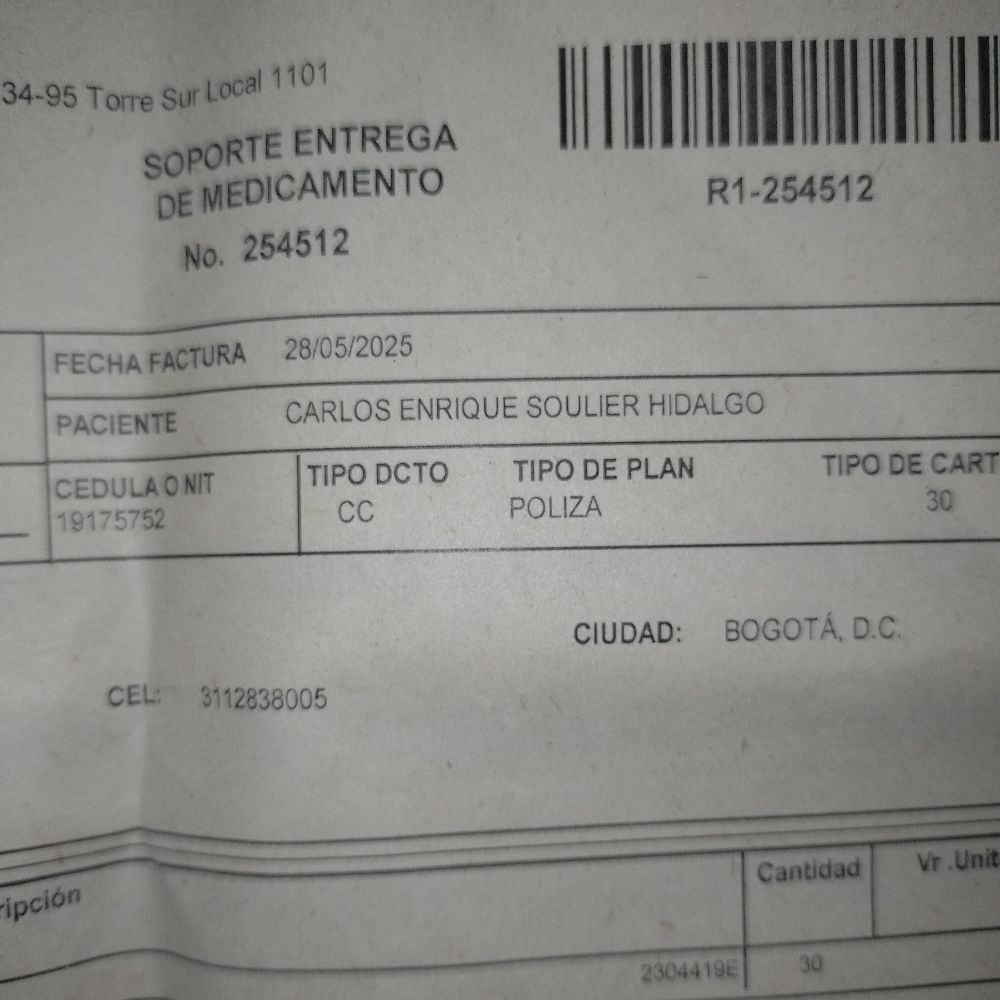 34-95 Torre Sur Local 1101
SOPORTE ENTREGA
DE MEDICAMENTO
No. 254512
R1-254512
FECHA FACTURA 28/05/2025
PACIENTE CARLOS ENRIQUE SOULIER HIDALGO
CEDULA O NIT TIPO DCTO TIPO DE PLAN TIPO DE CART
19175752 CC POLIZA 30
CIUDAD: BOGOTÁ, D.C.
CEL: 3112838005
ripción Cantidad Vr .Unit
2304419E 30